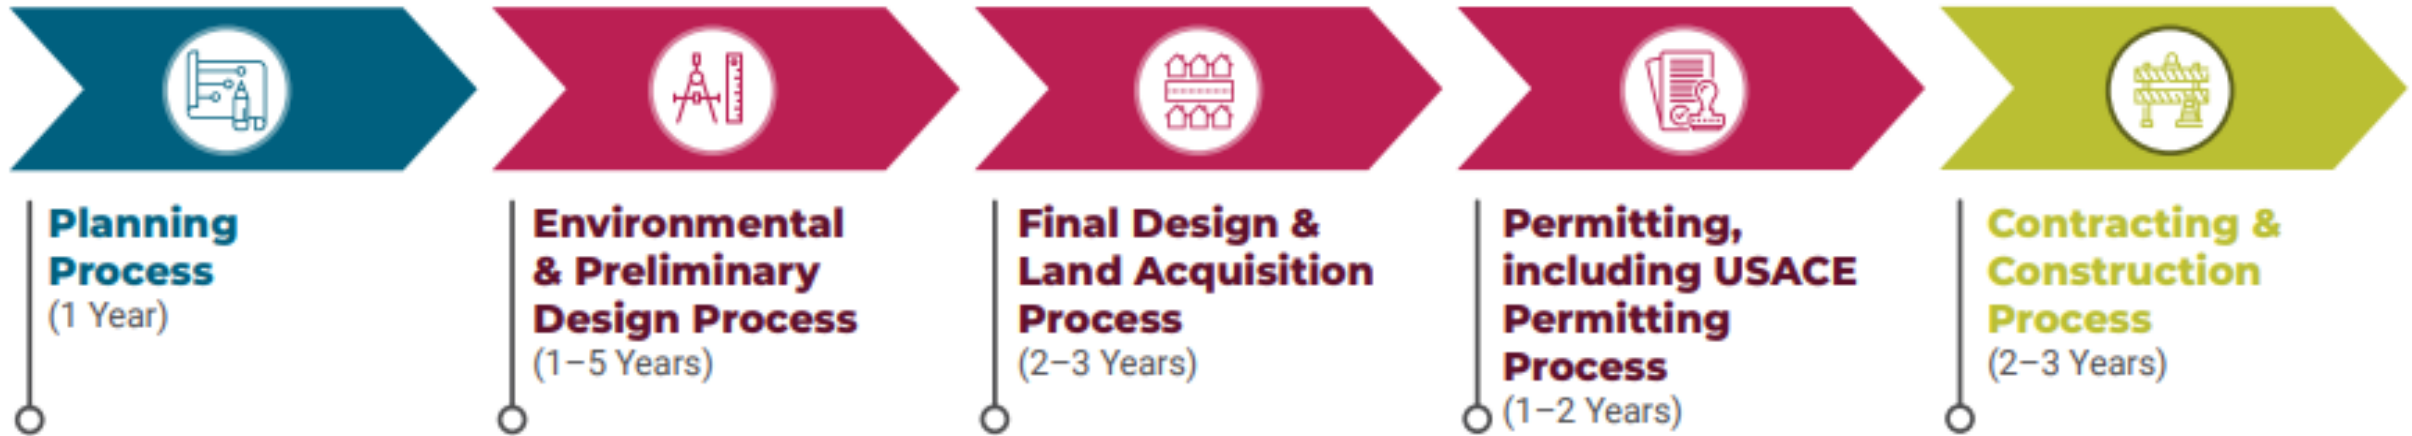 Planning
Process
(1 Year)
Environmental
& Preliminary
Design Process
(1–5 Years)
Final Design &
Land Acquisition
Process
(2–3 Years)
Permitting,
including USACE
Permitting
Process
(1–2 Years)
Contracting &
Construction
Process
(2–3 Years)